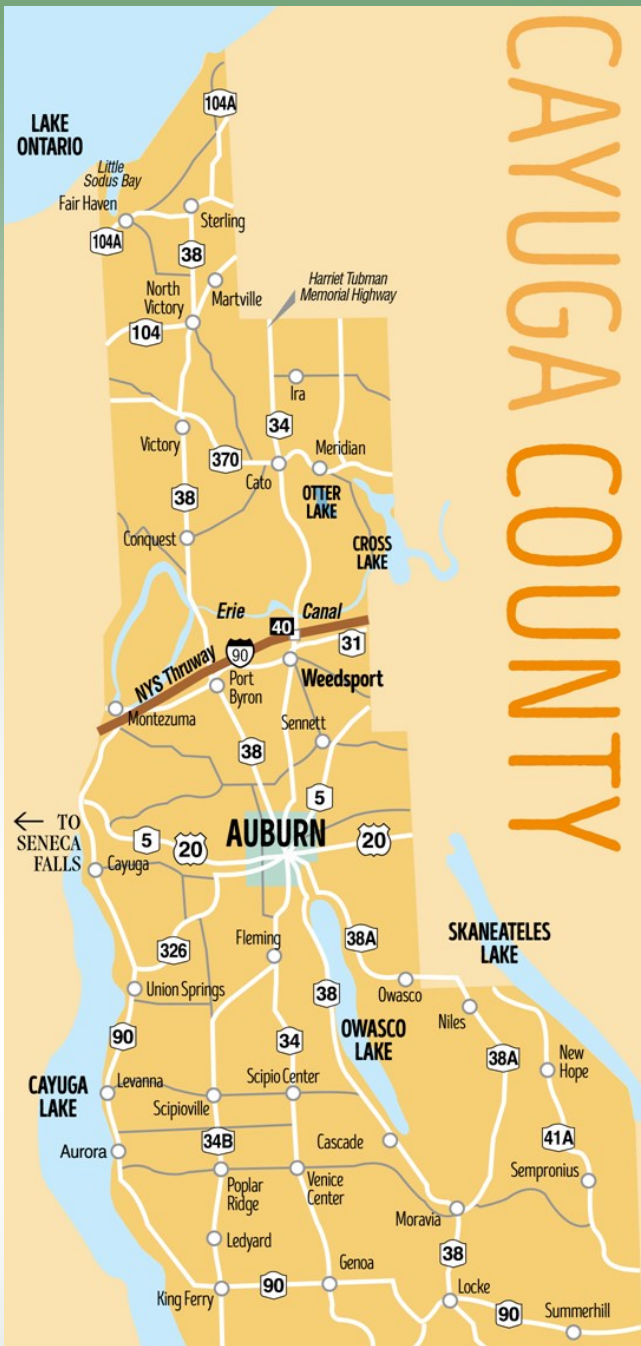 CAYUGA COUNTY
104A
LAKE
ONTARIO
Little
Sodus Bay
Fair Haven
Sterling
104A
38
Harriet Tubman
Memorial Highway
North
Victory
Martville
104
Ira
34
Victory
370
Meridian
Cato
38
OTTER
LAKE
Conquest
CROSS
LAKE
Erie
40
Canal
31
90
NYS Thruway
Port
Byron
Weedsport
Montezuma
Sennett
38
5
← TO
SENECA
FALLS
5
20
AUBURN
20
Cayuga
326
Fleming
38A
SKANEATELES
LAKE
Union Springs
38
Owasco
Niles
90
34
OWASCO
LAKE
38A
New
Hope
CAYUGA
LAKE
Levanna
Scipio Center
Scipioville
34B
Cascade
41A
Aurora
Poplar
Ridge
Venice
Center
Sempronius
Moravia
Ledyard
38
Genoa
King Ferry
90
Locke
90
Summerhill